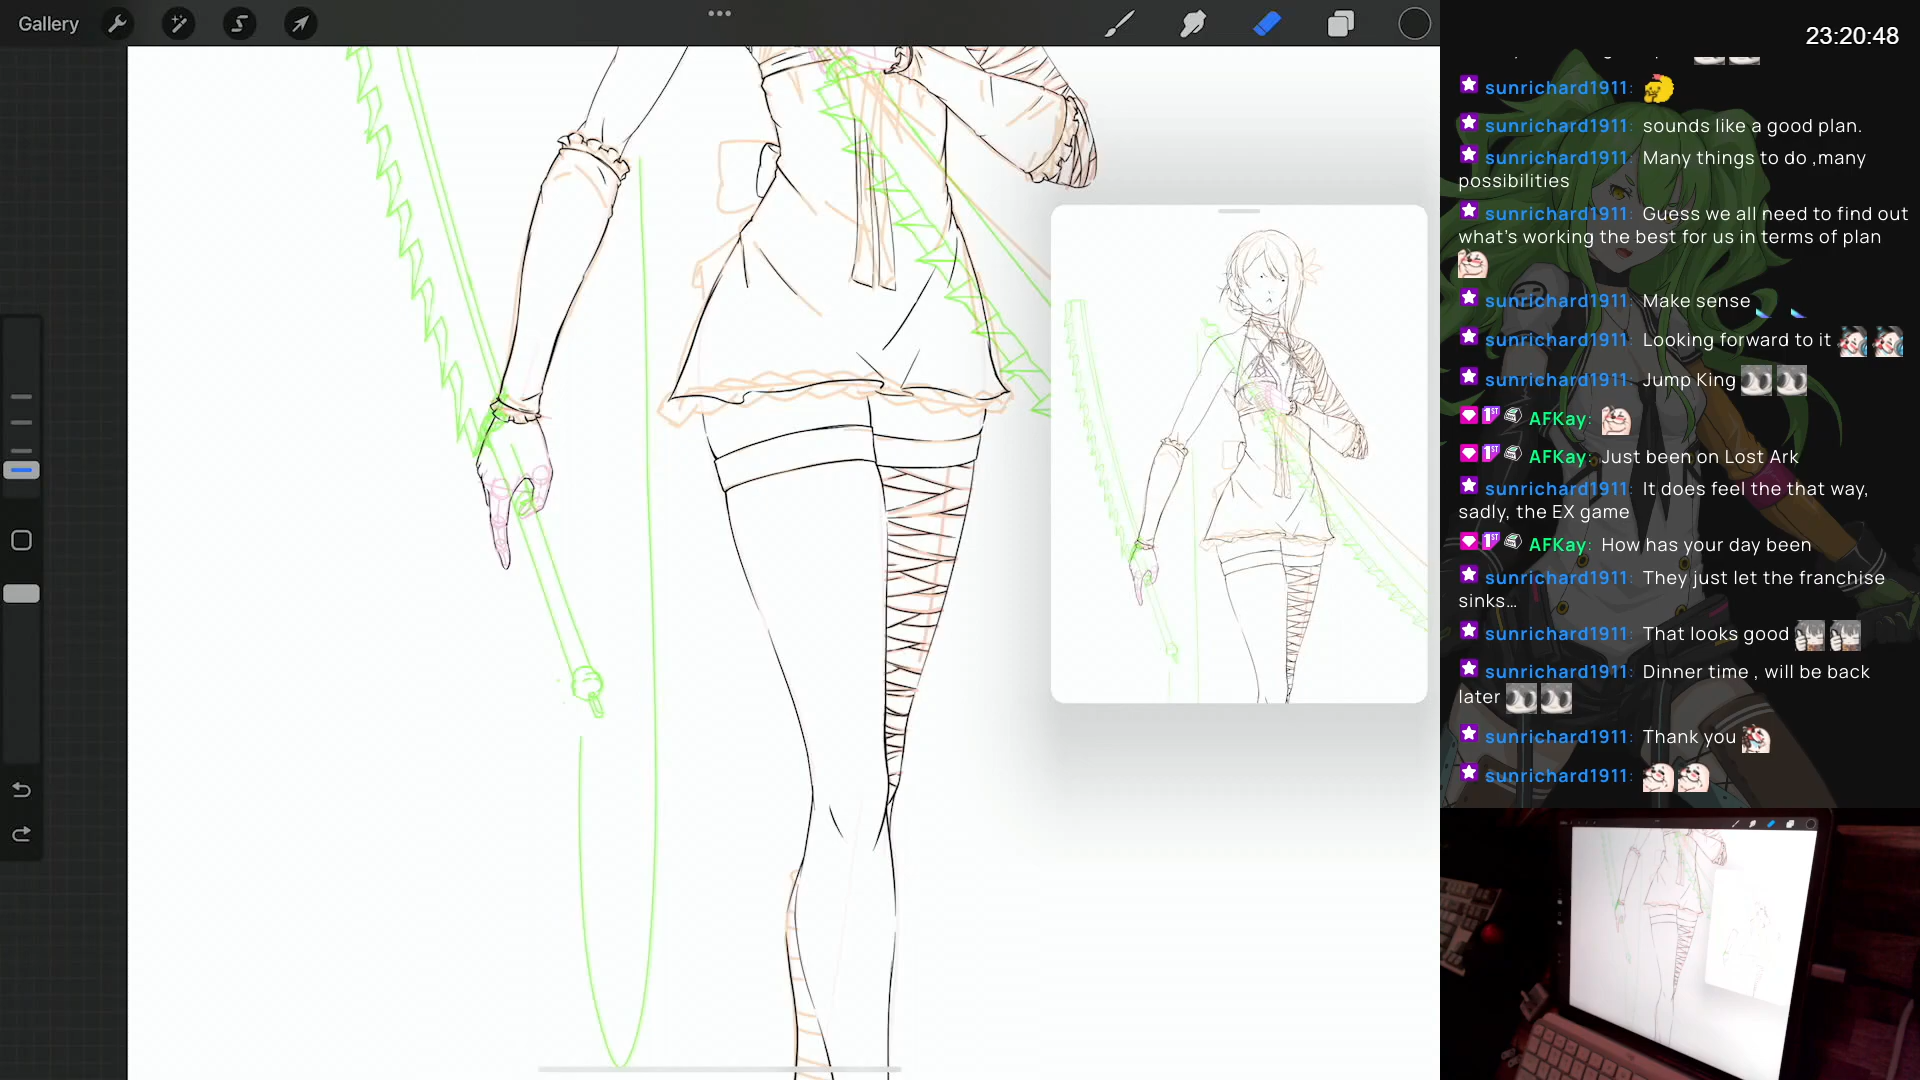 Gallery
23:20:48
sunrichard1911:
sunrichard1911: sounds like a good plan.
sunrichard1911: Many things to do ,many
possibilities
sunrichard1911: Guess we all need to find out
what's working the best for us in terms of plan
sunrichard1911: Make sense
sunrichard1911: Looking forward to it
sunrichard1911: Jump King
1ST AFKay:
1ST AFKay: Just been on Lost Ark
sunrichard1911: It does feel the that way,
sadly, the EX game
1ST AFKay: How has your day been
sunrichard1911: They just let the franchise
sinks...
sunrichard1911: That looks good
sunrichard1911: Dinner time , will be back
later
sunrichard1911: Thank you
sunrichard1911: